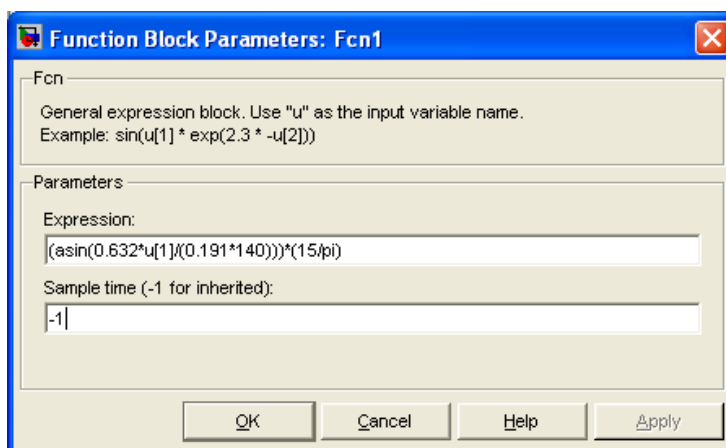 Function Block Parameters: Fcn1
Fcn
General expression block. Use "u" as the input variable name.
Example: sin(u[1] * exp(2.3 * -u[2]))
Parameters
Expression:
(asin(0.632*u[1]/(0.191*140)))*(15/pi)
Sample time (-1 for inherited):
-1
OK Cancel Help Apply